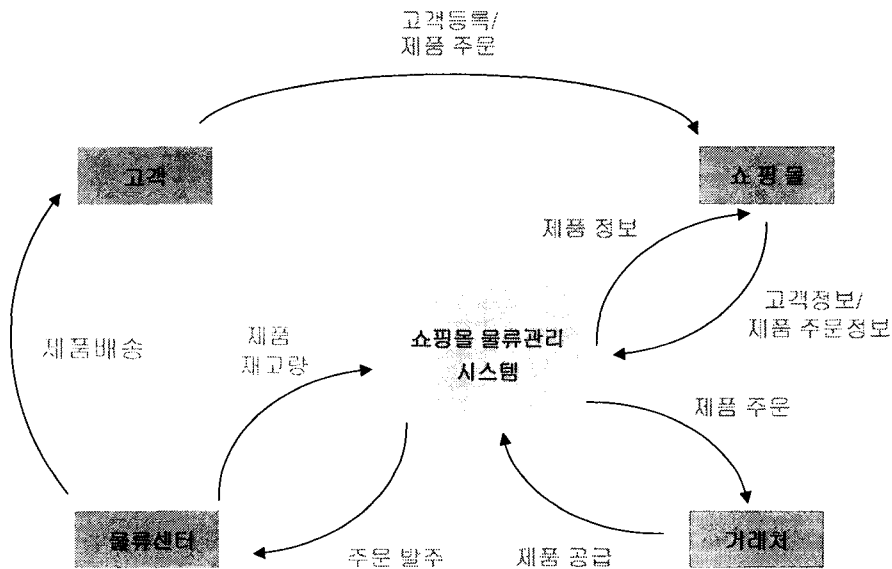 고객등록/
제품 주문
고객
쇼핑몰
제품 정보
고객정보/
제품 주문정보
쇼핑몰 물류관리
시스템
제품
재고량
제품배송
제품 주문
물류센터
주문 발주
제품 공급
거래처